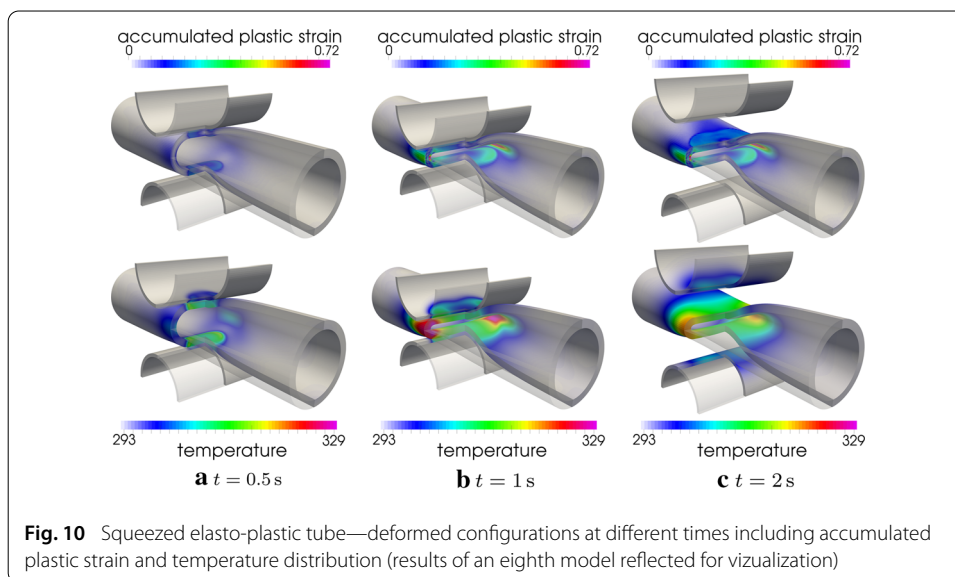 accumulated plastic strain accumulated plastic strain accumulated plastic strain
0 0.72 0 0.72 0 0.72
293 329 293 329 293 329
temperature temperature temperature
a t = 0.5 s b t = 1 s c t = 2 s
Fig. 10 Squeezed elasto-plastic tube—deformed configurations at different times including accumulated
plastic strain and temperature distribution (results of an eighth model reflected for vizualization)